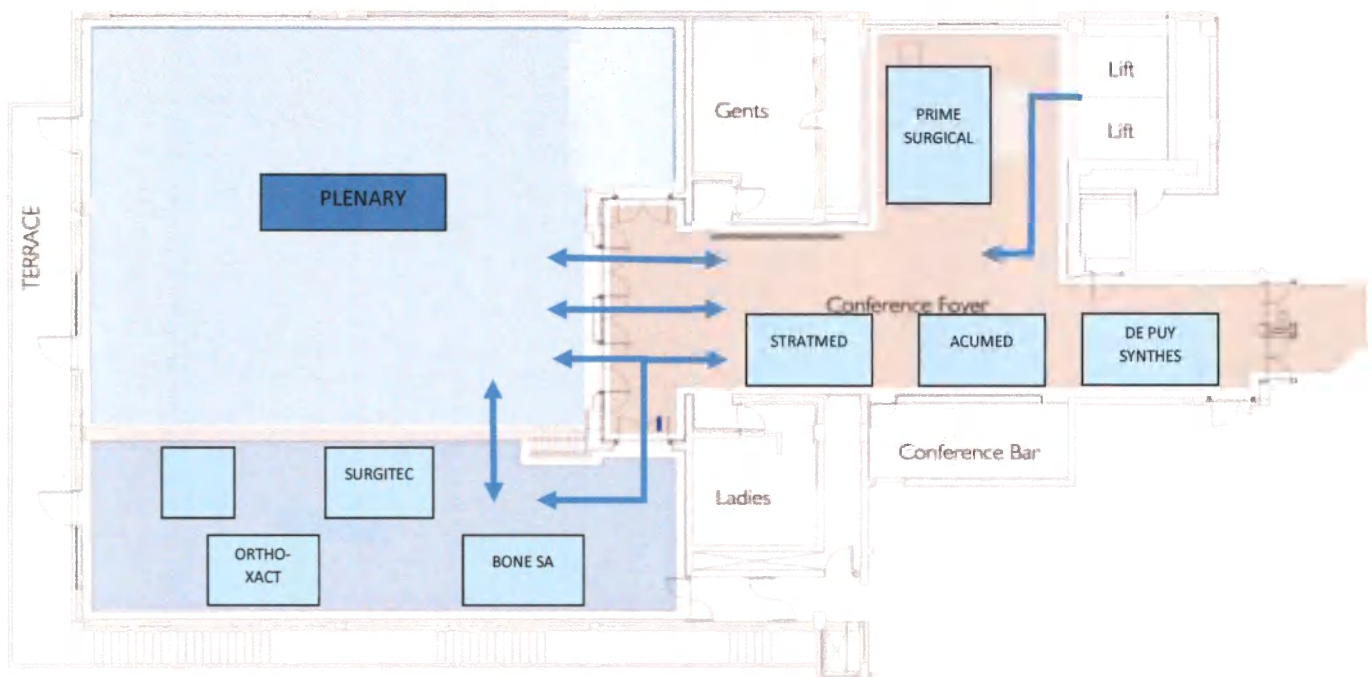 Lift
Gents
PRIME
SURGICAL
Lift
PLENARY
TERRACE
Conference Foyer
STRATMED
ACUMED
DE PUY
SYNTHES
Conference Bar
SURGITEC
Ladies
ORTHO-
XACT
BONE SA